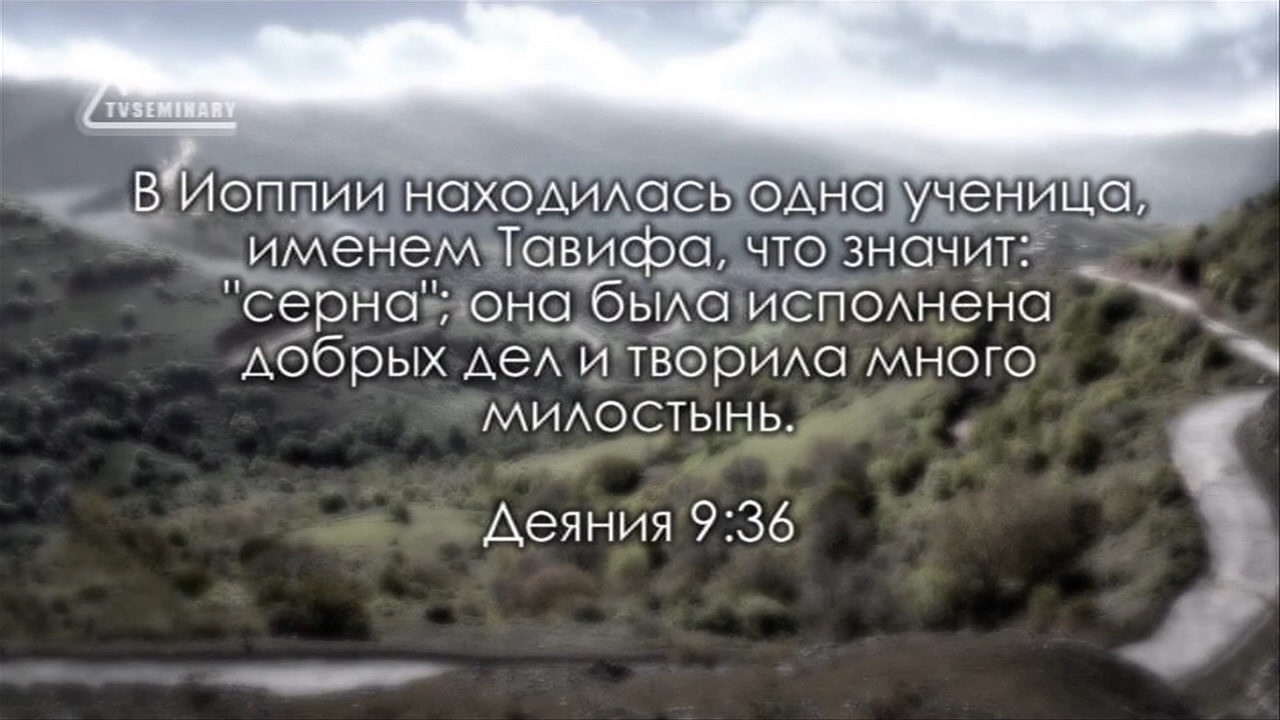 TVSEMINARY
В Иоппии находилась одна ученица,
именем Тавифа, что значит:
"серна"; она была исполнена
добрых дел и творила много
милостынь.
Деяния 9:36